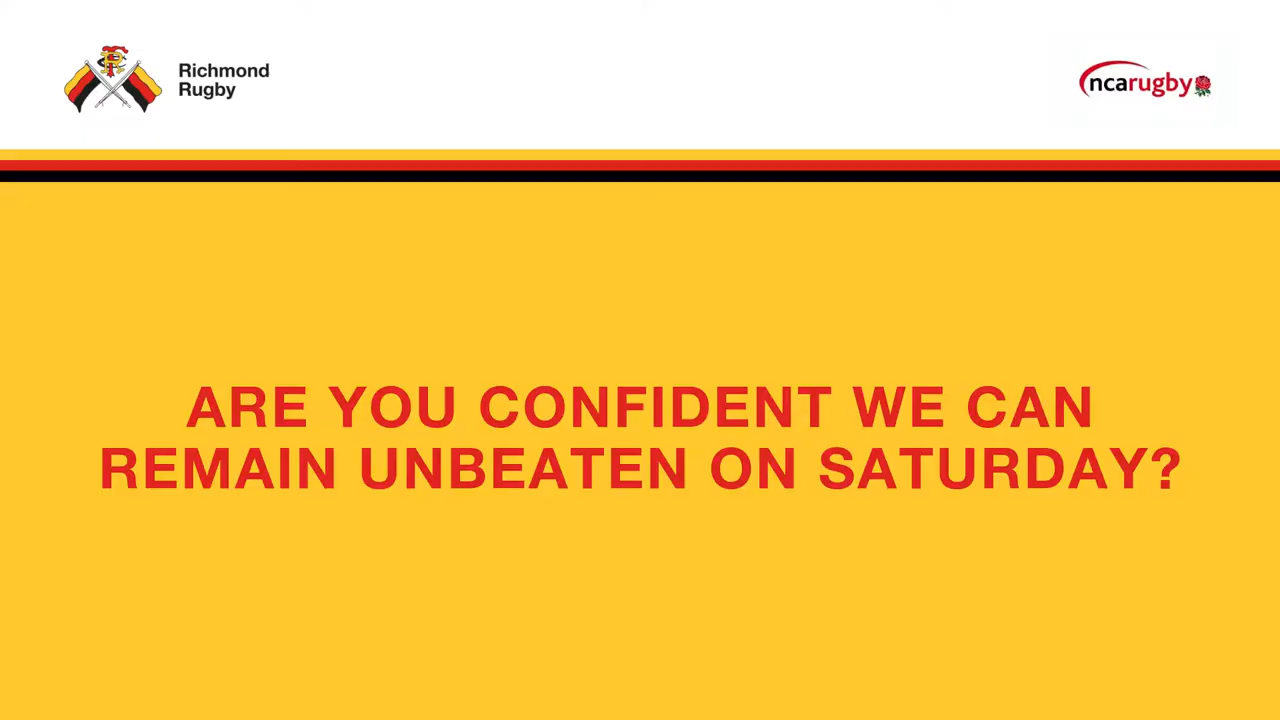 Richmond
Rugby
ncarugby
ARE YOU CONFIDENT WE CAN
REMAIN UNBEATEN ON SATURDAY?